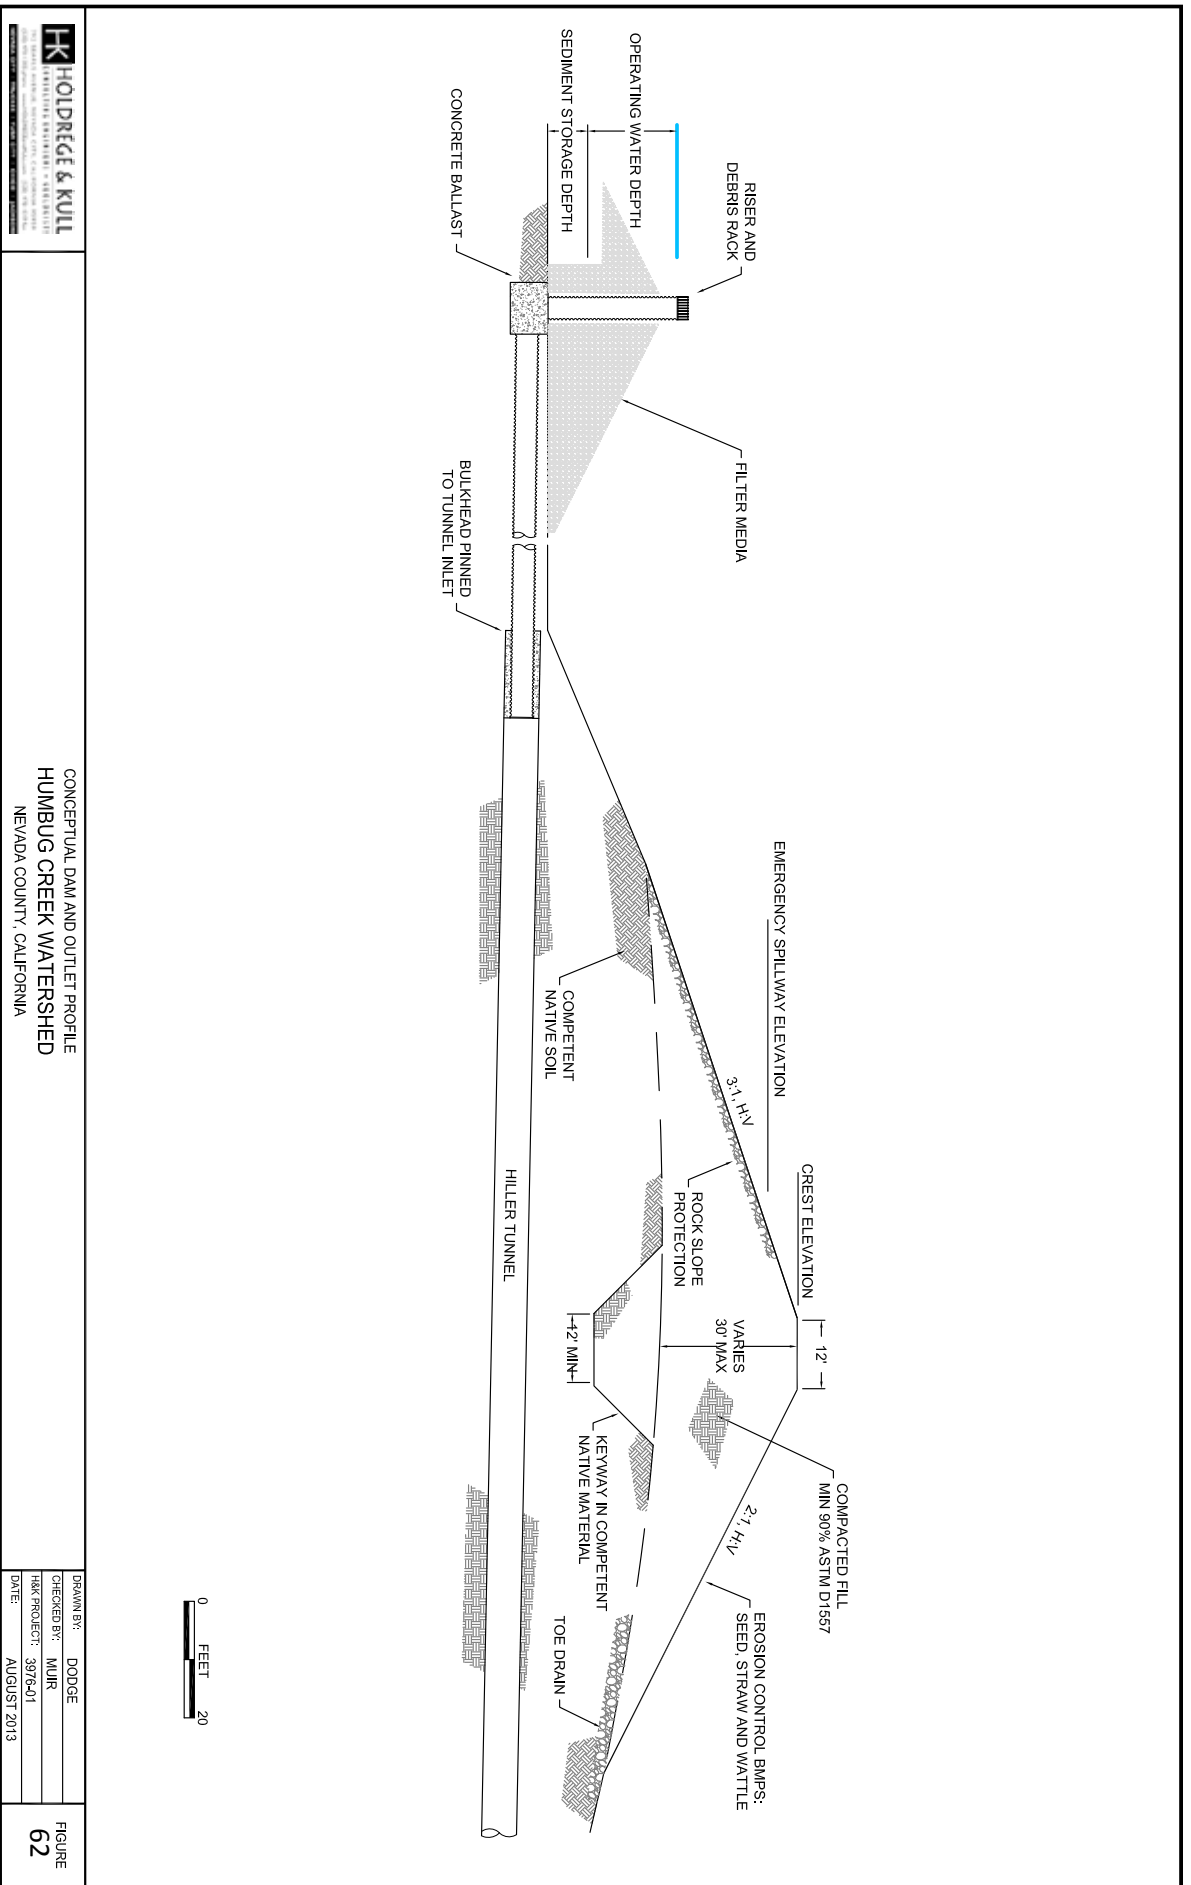 RISER AND
DEBRIS RACK
OPERATING WATER DEPTH
SEDIMENT STORAGE DEPTH
CONCRETE BALLAST
FILTER MEDIA
BULKHEAD PINNED
TO TUNNEL INLET
EMERGENCY SPILLWAY ELEVATION
3:1, H:V
COMPETENT
NATIVE SOIL
CREST ELEVATION
ROCK SLOPE
PROTECTION
HILLER TUNNEL
12'
VARIES
30' MAX
12' MIN
COMPACTED FILL
MIN 90% ASTM D1557
2:1, H:V
KEYWAY IN COMPETENT
NATIVE MATERIAL
EROSION CONTROL BMPS:
SEED, STRAW AND WATTLE
TOE DRAIN
0 FEET 20
HK HOLDREGE & KULL
CONSULTING ENGINEERS • GEOLOGISTS
CONCEPTUAL DAM AND OUTLET PROFILE
HUMBUG CREEK WATERSHED
NEVADA COUNTY, CALIFORNIA
DRAWN BY: DODGE
CHECKED BY: MUIR
H&K PROJECT: 3976-01
DATE: AUGUST 2013
FIGURE
62